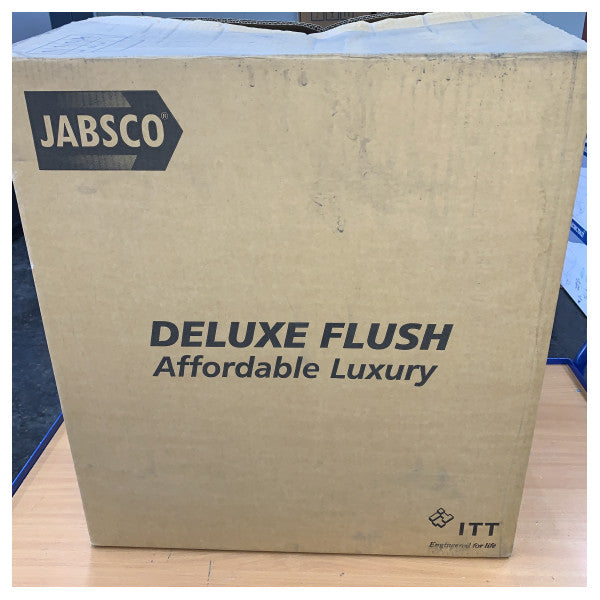 JABSCO®
DELUXE FLUSH
Affordable Luxury
ITT
Engineered for life